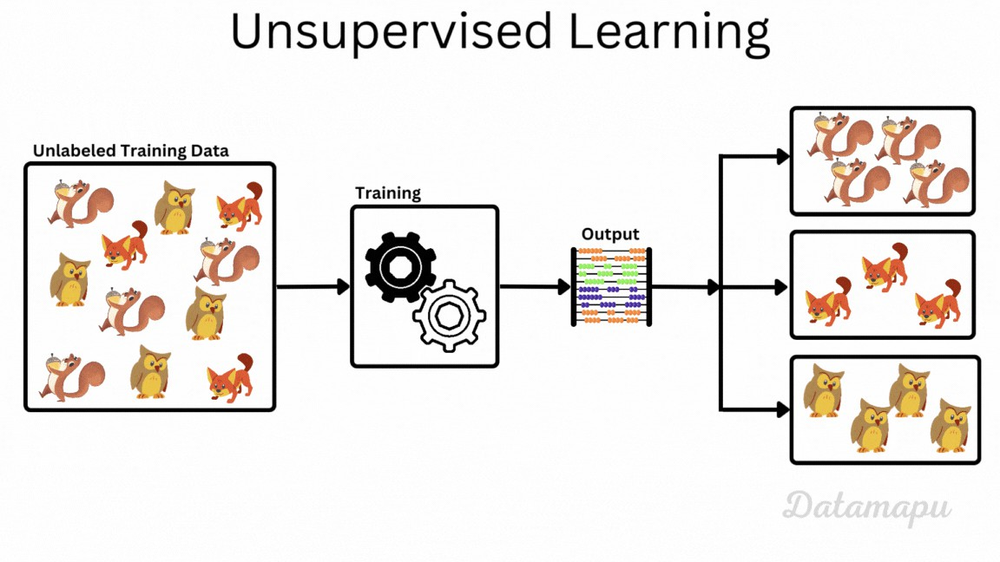 Unsupervised Learning
Unlabeled Training Data
Training
Output
Datamapu